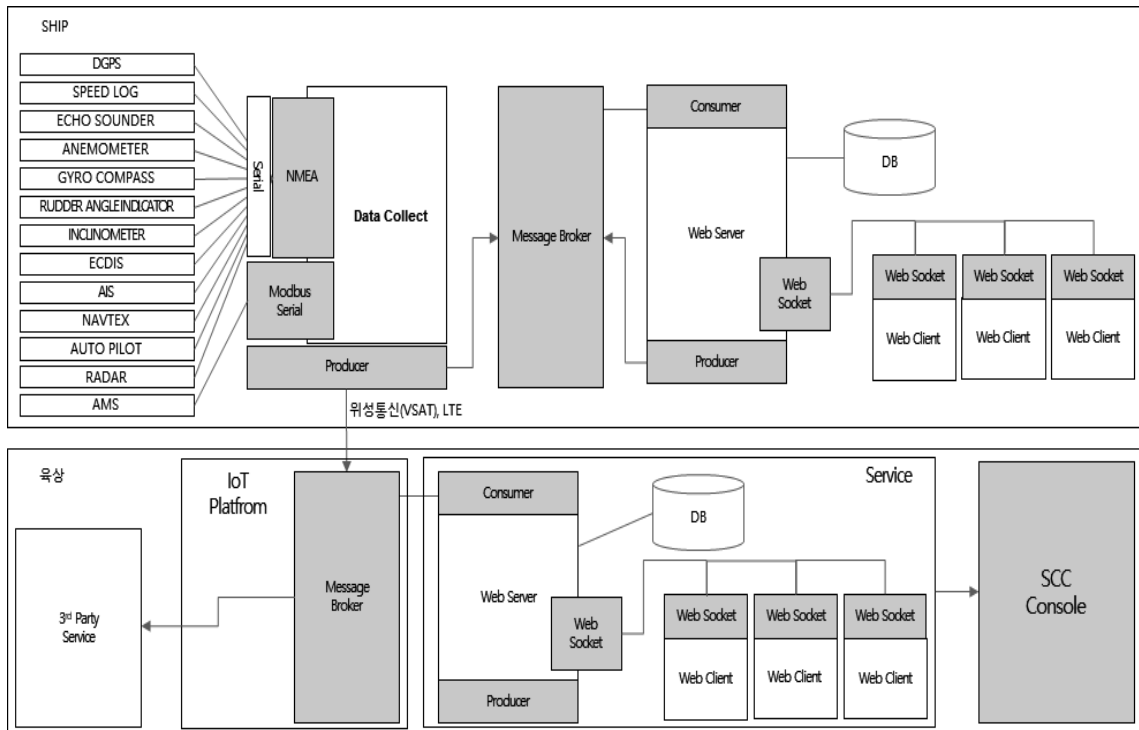 SHIP
DGPS
SPEED LOG
ECHO SOUNDER
ANEMOMETER
GYRO COMPASS
RUDDER ANGLE INDICATOR
INCLINOMETER
ECDIS
AIS
NAVTEX
AUTO PILOT
RADAR
AMS
Serial
NMEA
Modbus
Serial
Data Collect
Producer
Message Broker
Consumer
Web Server
Web
Socket
Producer
DB
Web Socket
Web Client
Web Socket
Web Client
Web Socket
Web Client
위성통신(VSAT), LTE
육상
3rd Party
Service
IoT
Platfrom
Message
Broker
Service
Consumer
Web Server
Web
Socket
Producer
DB
Web Socket
Web Client
Web Socket
Web Client
Web Socket
Web Client
SCC
Console